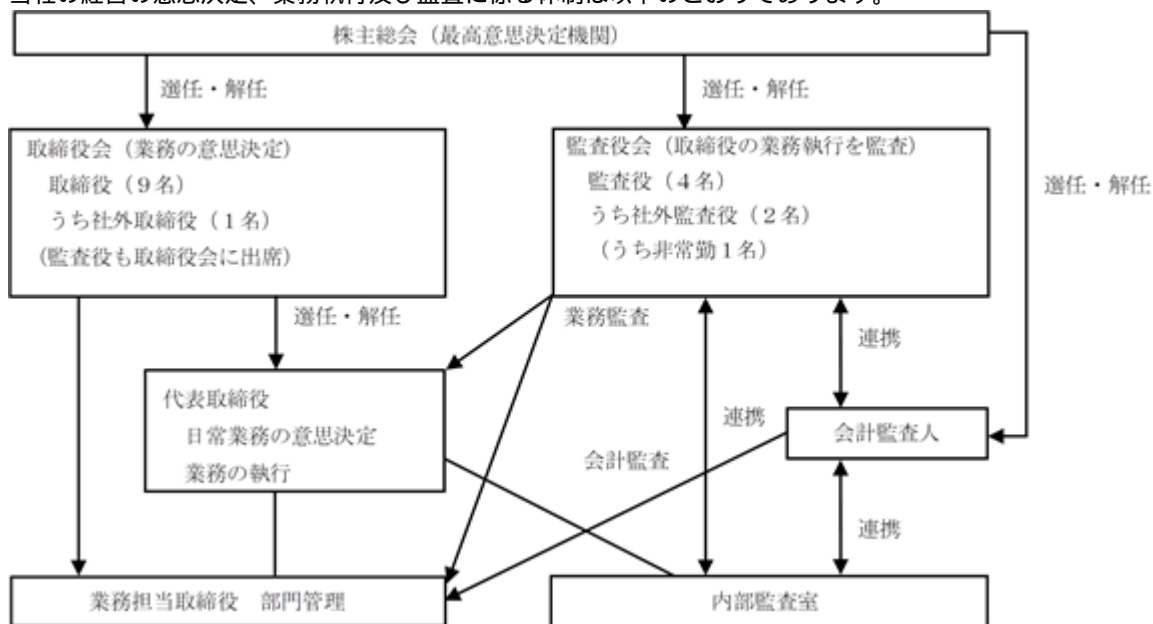 当社の経営の意思決定、業務執行及び監査に係る体制は以下のとおりであります。
株主総会（最高意思決定機関）
選任・解任
選任・解任
選任・解任
取締役会（業務の意思決定）
取締役（９名）
うち社外取締役（１名）
(監査役も取締役会に出席)
監査役会（取締役の業務執行を監査）
監査役（４名）
うち社外監査役（２名）
（うち非常勤１名）
選任・解任
業務監査
連携
代表取締役
日常業務の意思決定
業務の執行
連携
会計監査人
会計監査
連携
業務担当取締役　部門管理
内部監査室